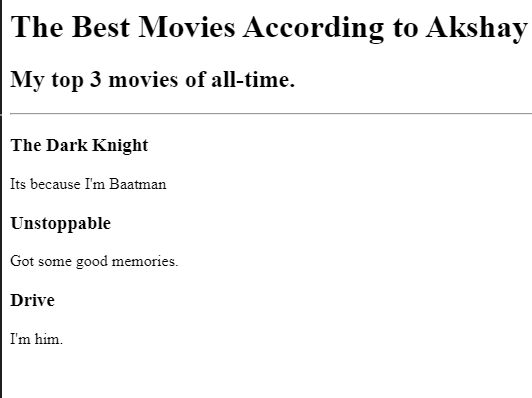 The Best Movies According to Akshay
My top 3 movies of all-time.
The Dark Knight
Its because I'm Baatman
Unstoppable
Got some good memories.
Drive
I'm him.